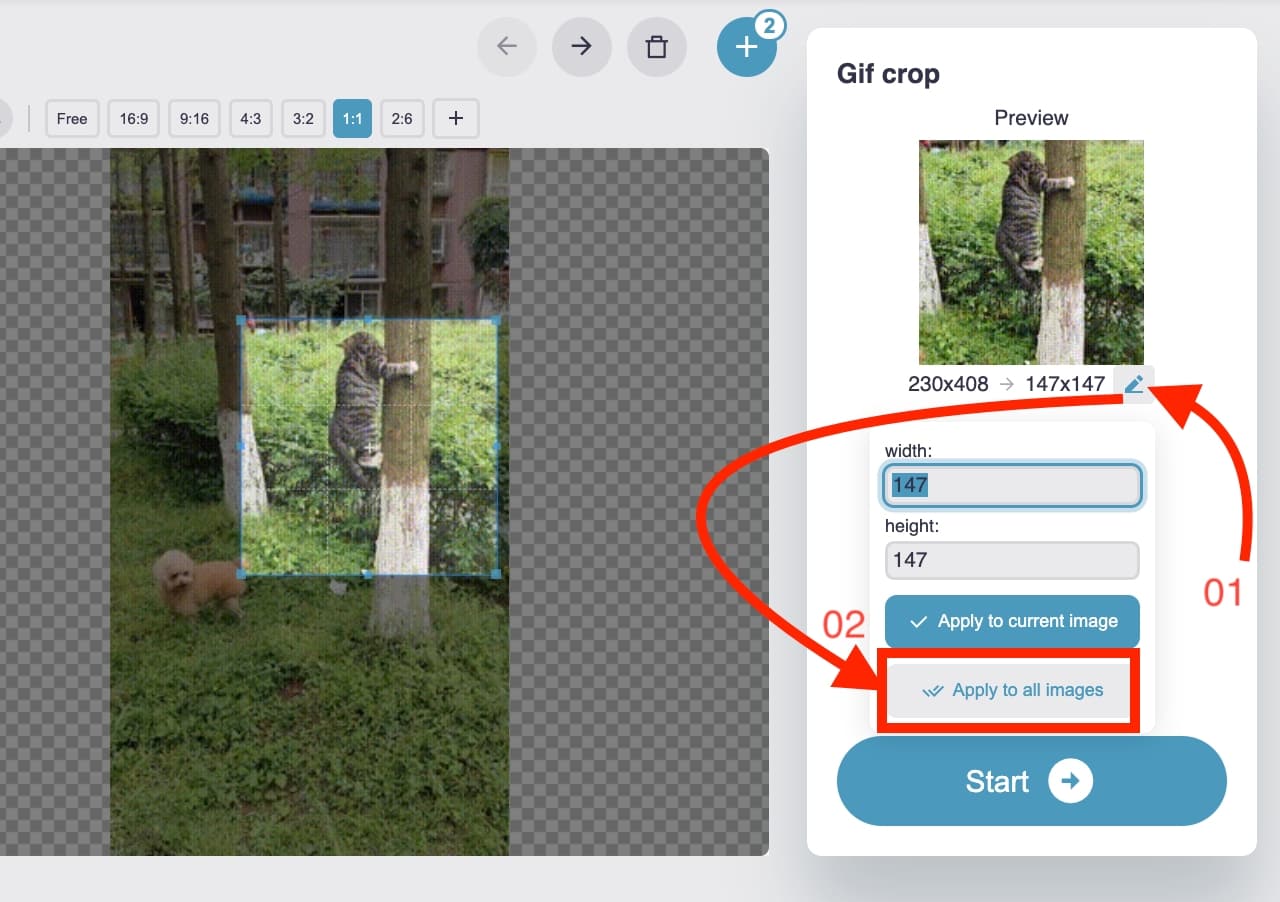 2
Gif crop
Free
16:9
9:16
4:3
3:2
1:1
2:6
Preview
230x408 → 147x147
width:
147
height:
147
01
02
Apply to current image
Apply to all images
Start